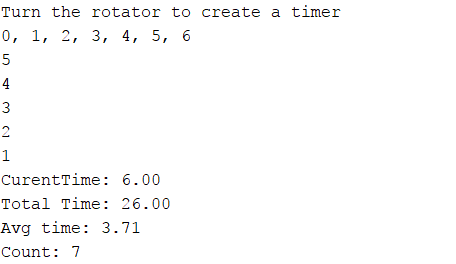 Turn the rotator to create a timer
0, 1, 2, 3, 4, 5, 6
5
4
3
2
1
CurentTime: 6.00
Total Time: 26.00
Avg time: 3.71
Count: 7